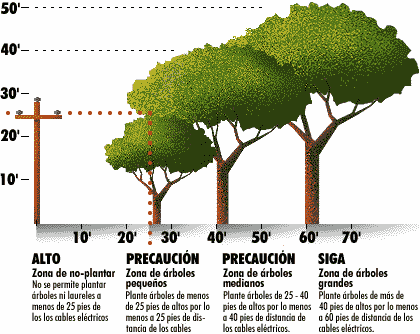 50'
40'
30'
20'
10'
10' 20' 30' 40' 50' 60' 70'
ALTO
Zona de no-plantar
No se permite plantar
árboles ni laureles a
menos de 25 pies de
los los cables eléctricos
PRECAUCIÓN
Zona de árboles
pequeños
Plante árboles de menos
de 25 pies de altos por lo
menos a 25 pies de dis-
tancia de los cables
PRECAUCIÓN
Zona de árboles
medianos
Plante árboles de 25 - 40
pies de altos por lo menos
a 40 pies de distancia de
los cables eléctricos.
SIGA
Zona de árboles
grandes
Plante árboles de más de
40 pies de altos por lo menos
a 60 pies de distancia de
los cables eléctricos.